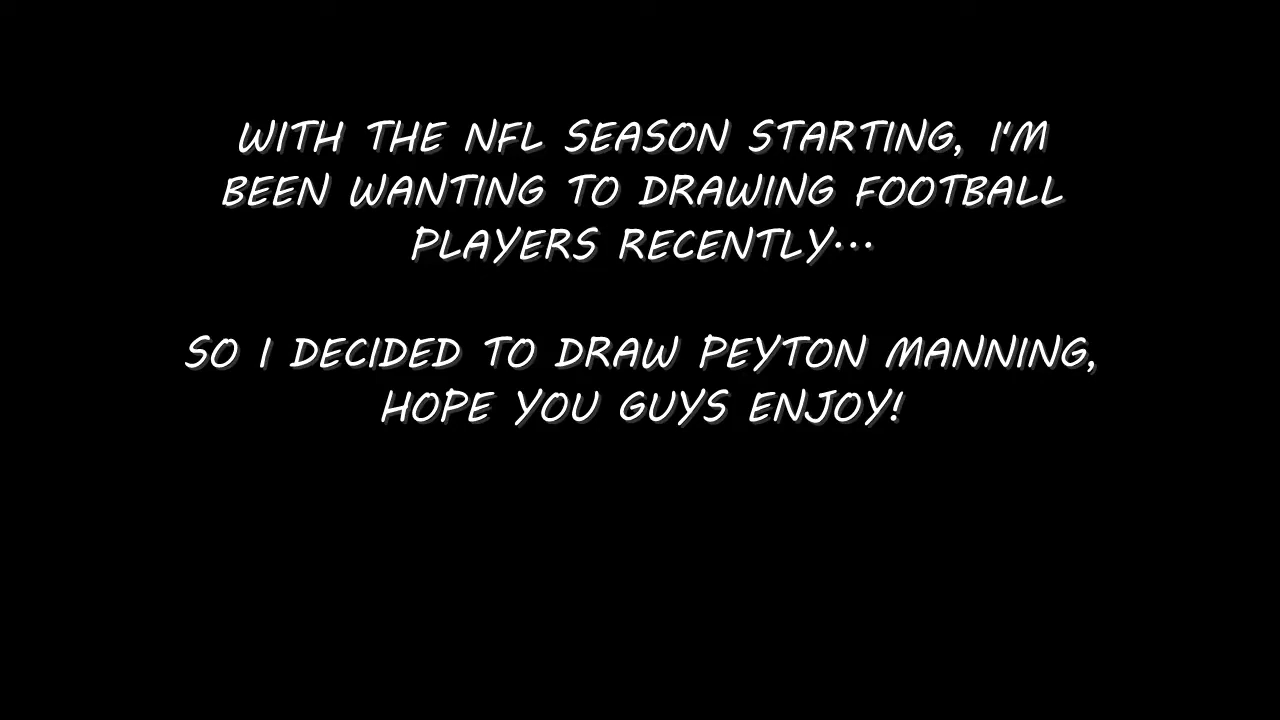 WITH THE NFL SEASON STARTING, I'M
BEEN WANTING TO DRAWING FOOTBALL
PLAYERS RECENTLY...
SO I DECIDED TO DRAW PEYTON MANNING,
HOPE YOU GUYS ENJOY!